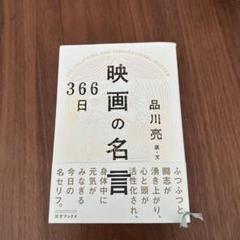 366日
映画の名言
品川亮
選・文
ふつふつと
闘志が
湧き上がり、
心と頭が
活性化され、
身体中に
元気が
みなぎる
今日の
名セリフ。